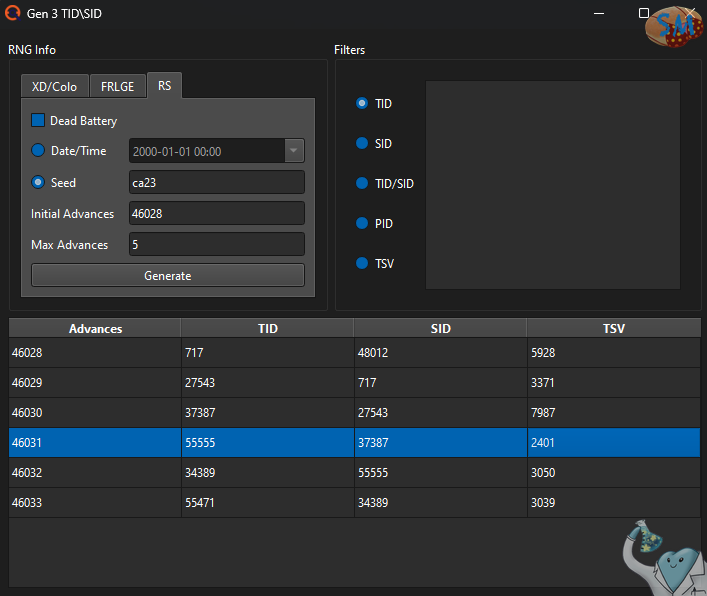 Gen 3 TID\SID
SM
RNG Info
Filters
XD/Colo
FRLGE
RS
Dead Battery
Date/Time
2000-01-01 00:00
Seed
ca23
Initial Advances
46028
Max Advances
5
Generate
TID
SID
TID/SID
PID
TSV
Advances TID SID TSV
46028 717 48012 5928
46029 27543 717 3371
46030 37387 27543 7987
46031 55555 37387 2401
46032 34389 55555 3050
46033 55471 34389 3039